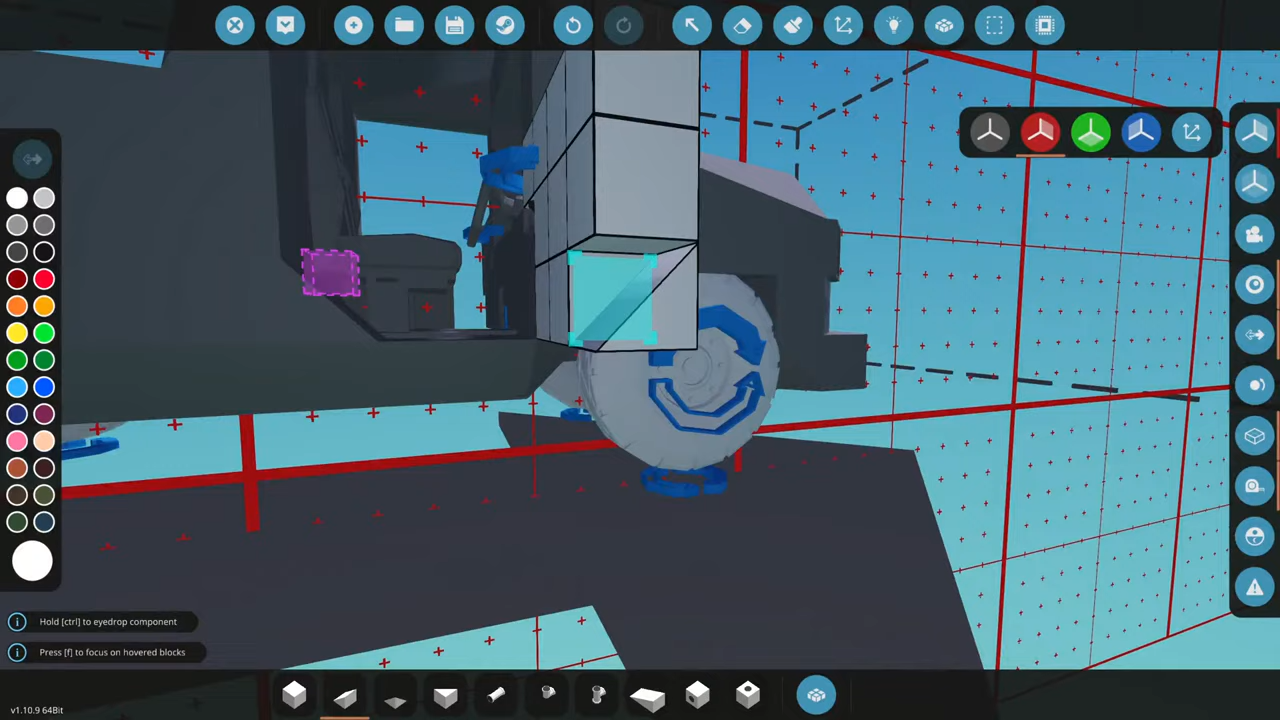 Hold [ctrl] to eyedrop component
Press [f] to focus on hovered blocks
v1.10.9 64Bit